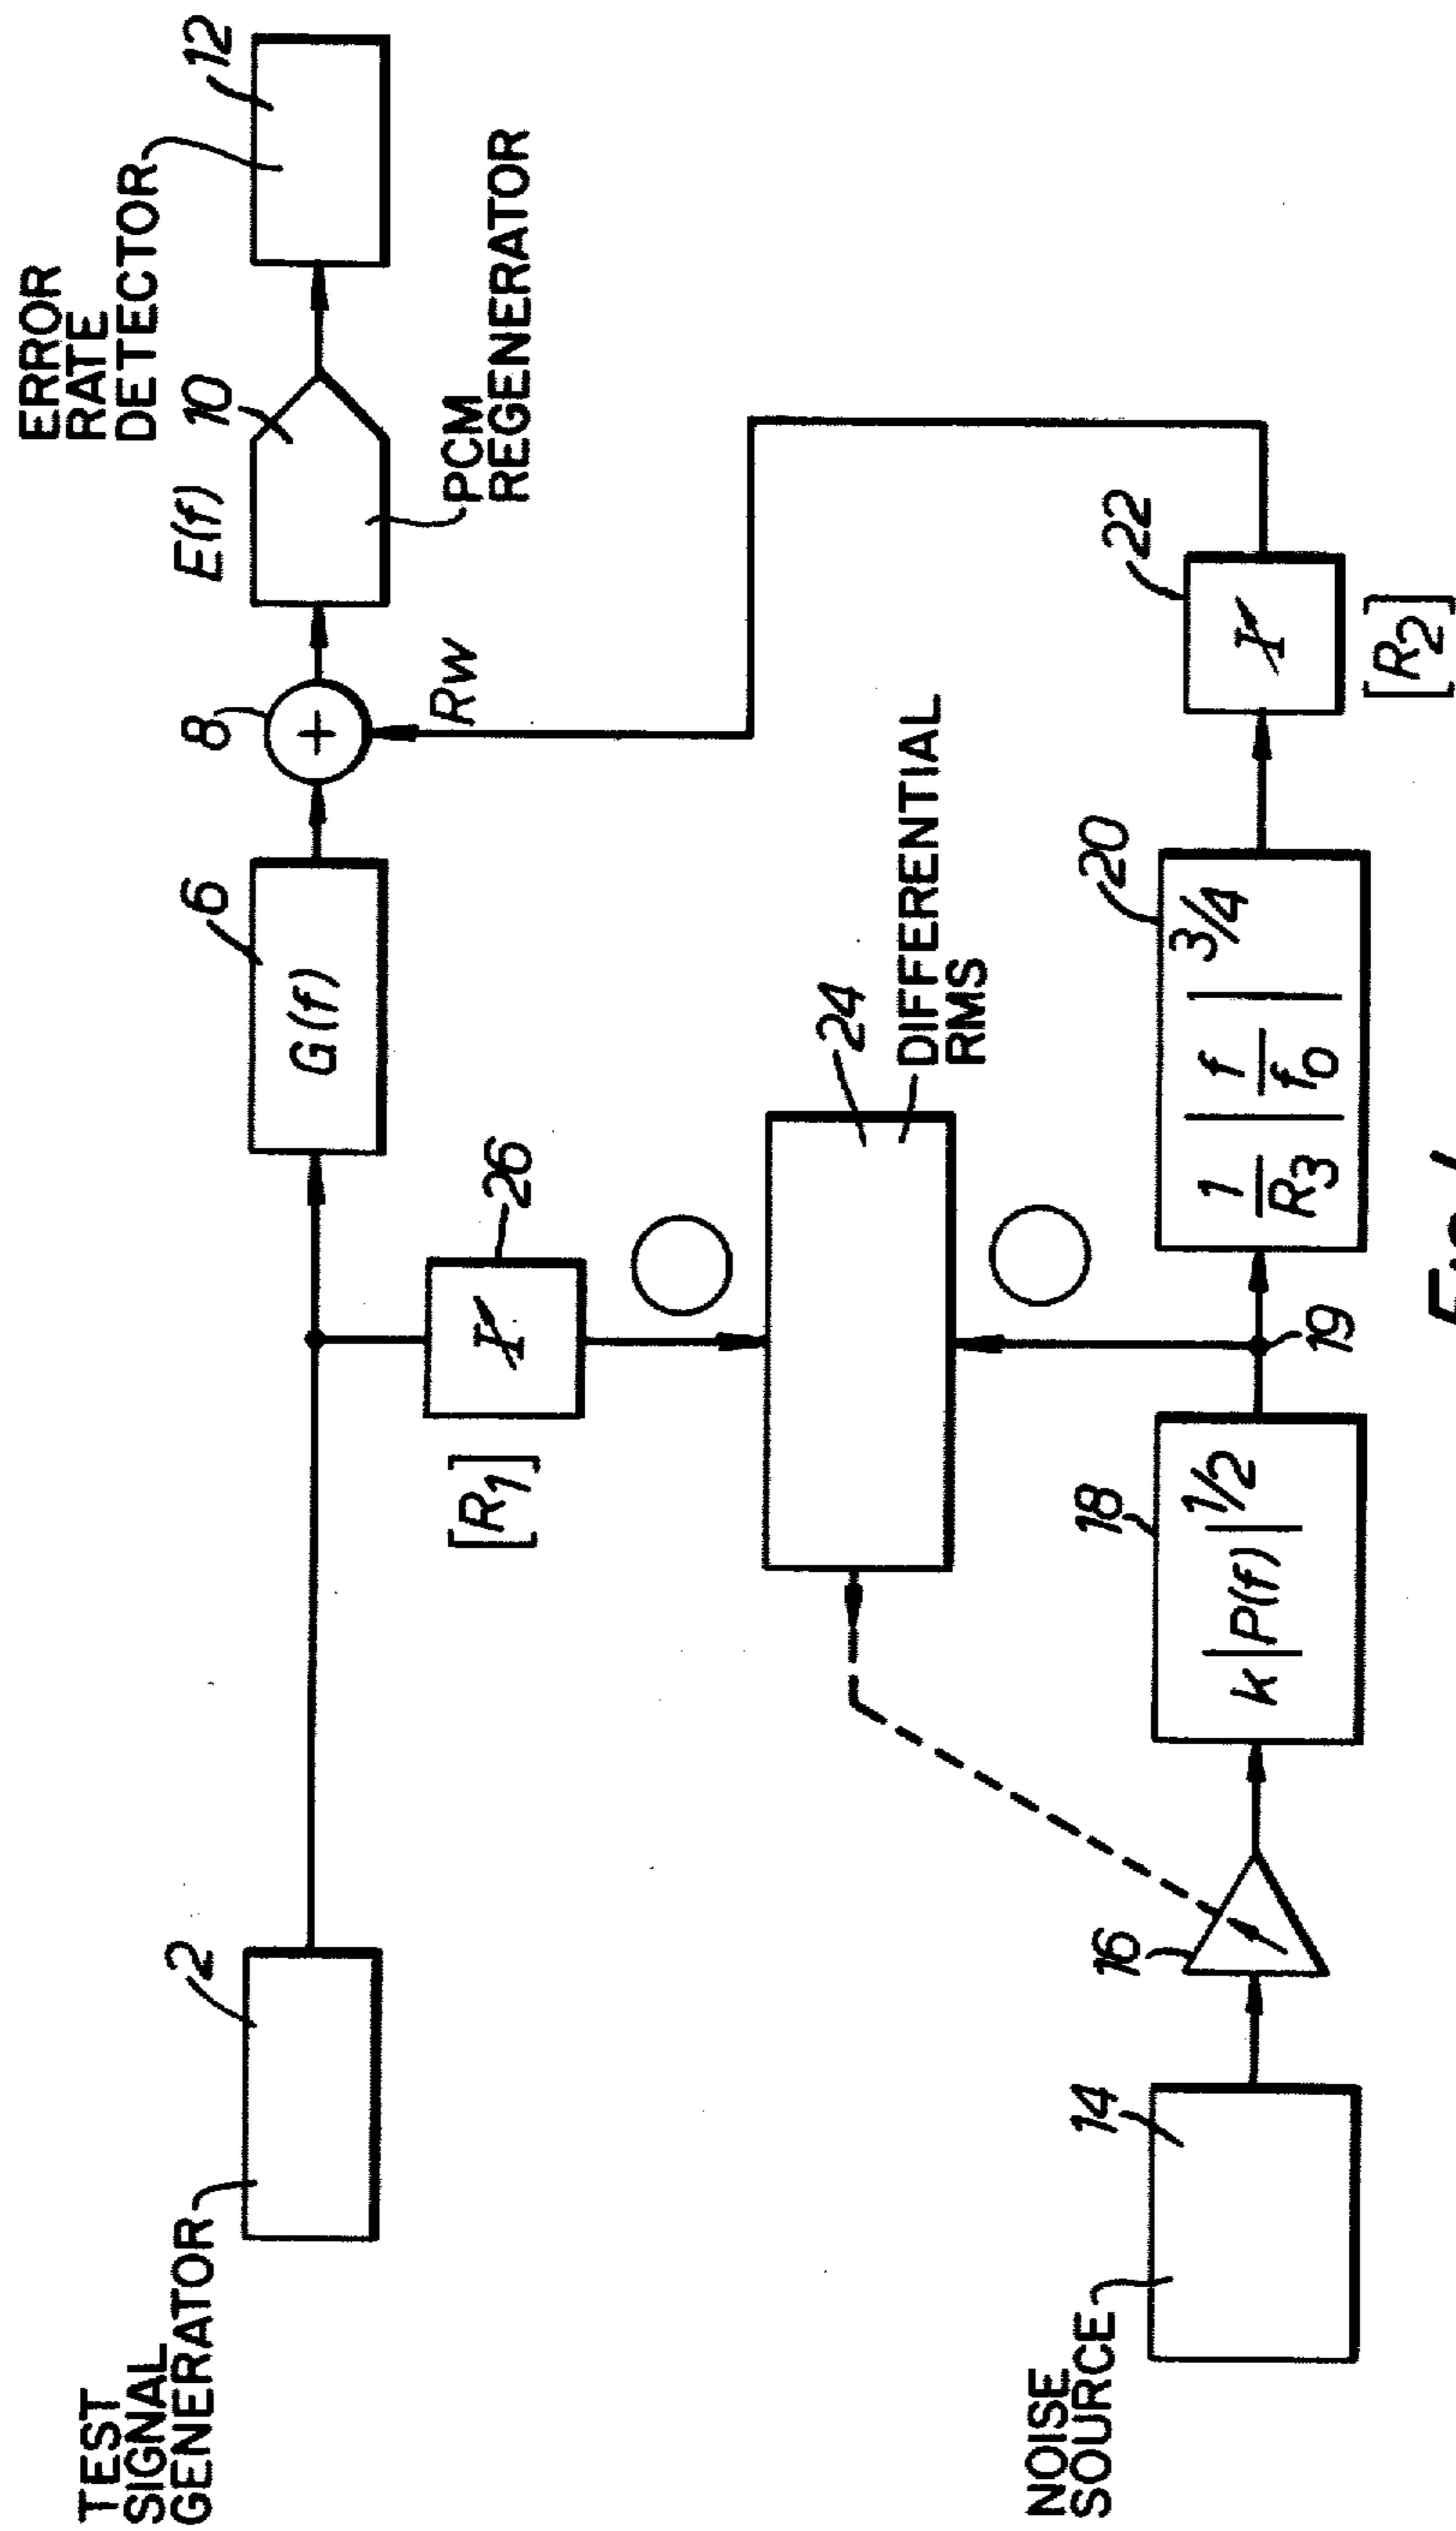 TEST
SIGNAL
GENERATOR
2
6
G(f)
8
+
Rw
E(f)
10
PCM
REGENERATOR
ERROR
RATE
DETECTOR
12
[R1]
26
24
DIFFERENTIAL
RMS
NOISE
SOURCE
14
16
18
k|P(f)|1/2
19
20
1/R3 |f/f0|3/4
22
[R2]